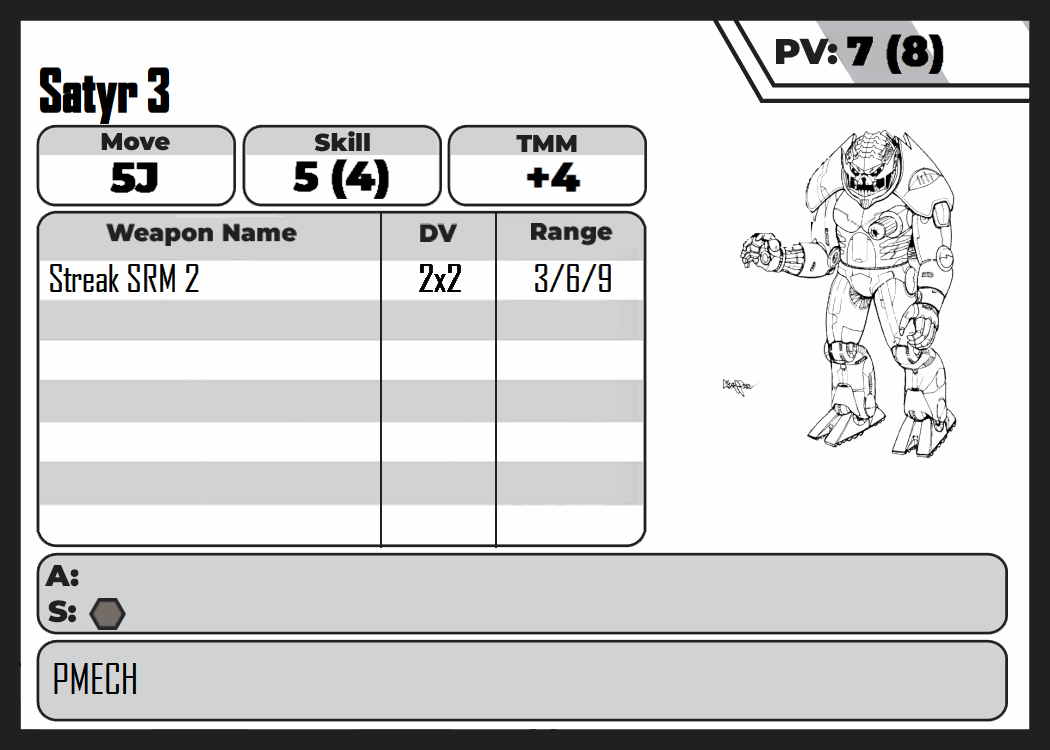 PV: 7 (8)
Satyr 3
Move Skill TMM
5J 5 (4) +4
Weapon Name DV Range
Streak SRM 2 2x2 3/6/9
A:
S:
PMECH